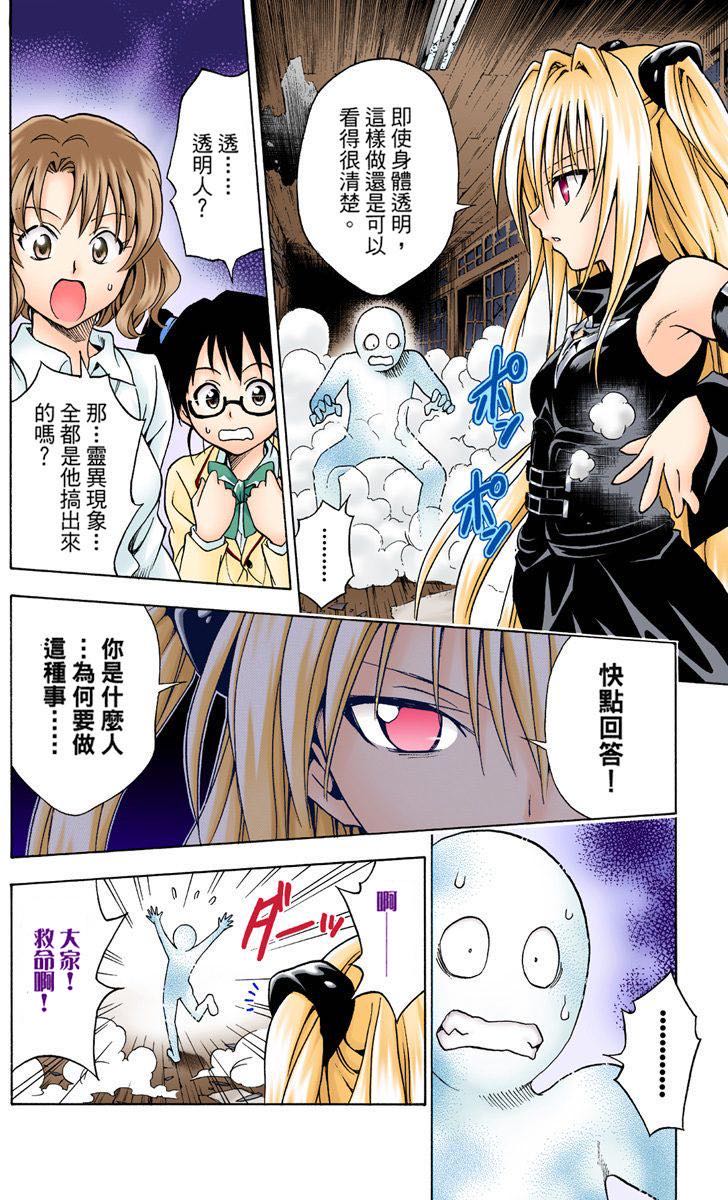 即使身體透明，
這樣做還是可以
看得很清楚。
ポンッ
ポンッ
…………
透……
透明人？
那…靈異現象…
全都是他搞出來
的嗎？
快點回答！
你是什麼人
…為何要做
這種事……
…………
啊——
ダーッ
大家！
救命啊！